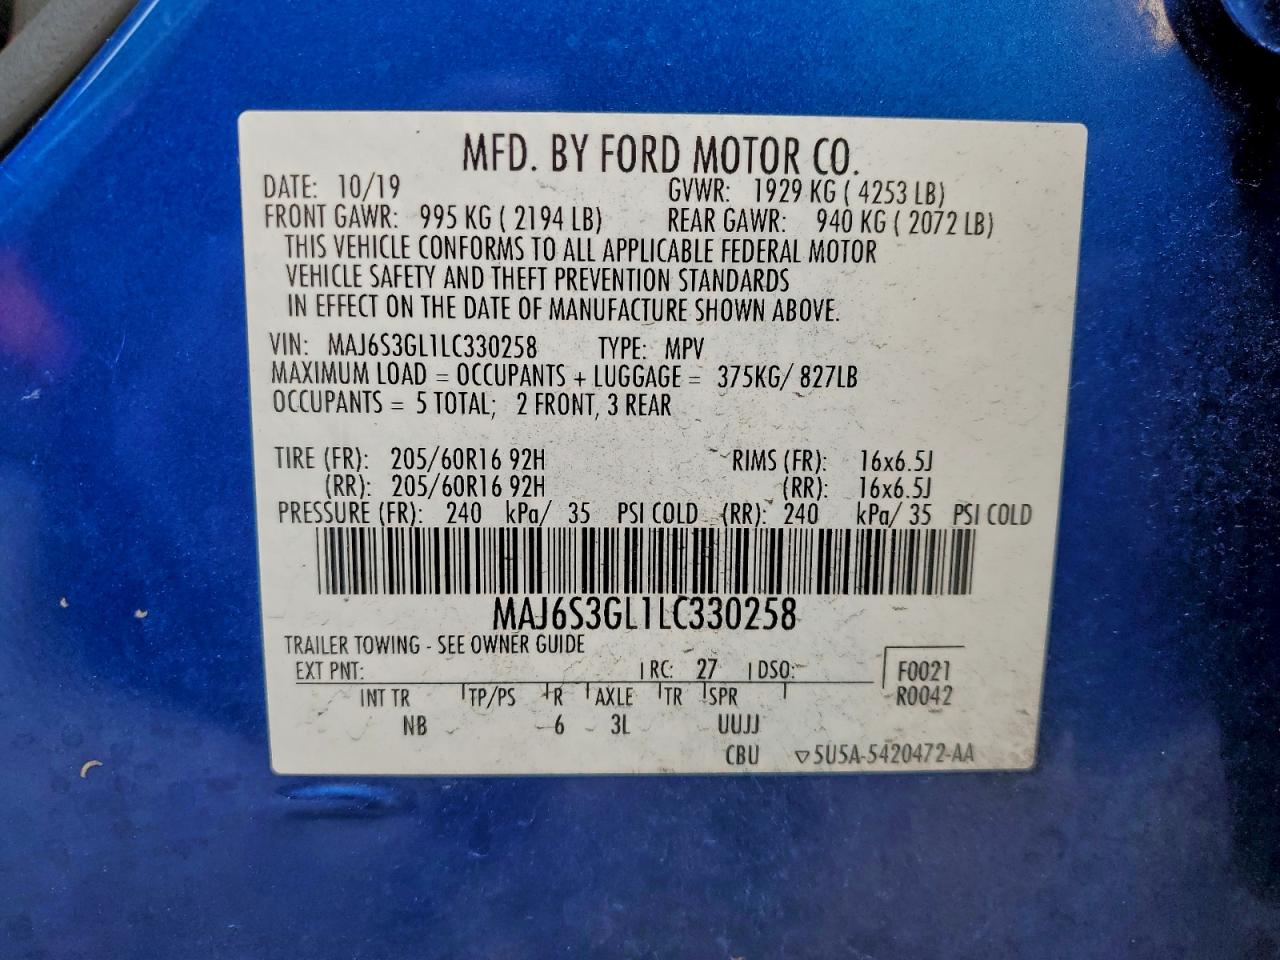 MFD. BY FORD MOTOR CO.
DATE: 10/19 GVWR: 1929 KG ( 4253 LB)
FRONT GAWR: 995 KG ( 2194 LB) REAR GAWR: 940 KG ( 2072 LB)
THIS VEHICLE CONFORMS TO ALL APPLICABLE FEDERAL MOTOR
VEHICLE SAFETY AND THEFT PREVENTION STANDARDS
IN EFFECT ON THE DATE OF MANUFACTURE SHOWN ABOVE.
VIN: MAJ6S3GL1LC330258 TYPE: MPV
MAXIMUM LOAD = OCCUPANTS + LUGGAGE = 375KG/ 827LB
OCCUPANTS = 5 TOTAL; 2 FRONT, 3 REAR
TIRE (FR): 205/60R16 92H RIMS (FR): 16x6.5J
(RR): 205/60R16 92H (RR): 16x6.5J
PRESSURE (FR): 240 kPa/ 35 PSI COLD (RR): 240 kPa/ 35 PSI COLD
MAJ6S3GL1LC330258
TRAILER TOWING - SEE OWNER GUIDE
EXT PNT: RC: 27 DSO: F0021
INT TR TP/PS R AXLE TR SPR R0042
NB 6 3L UUJJ
CBU 5U5A-5420472-AA